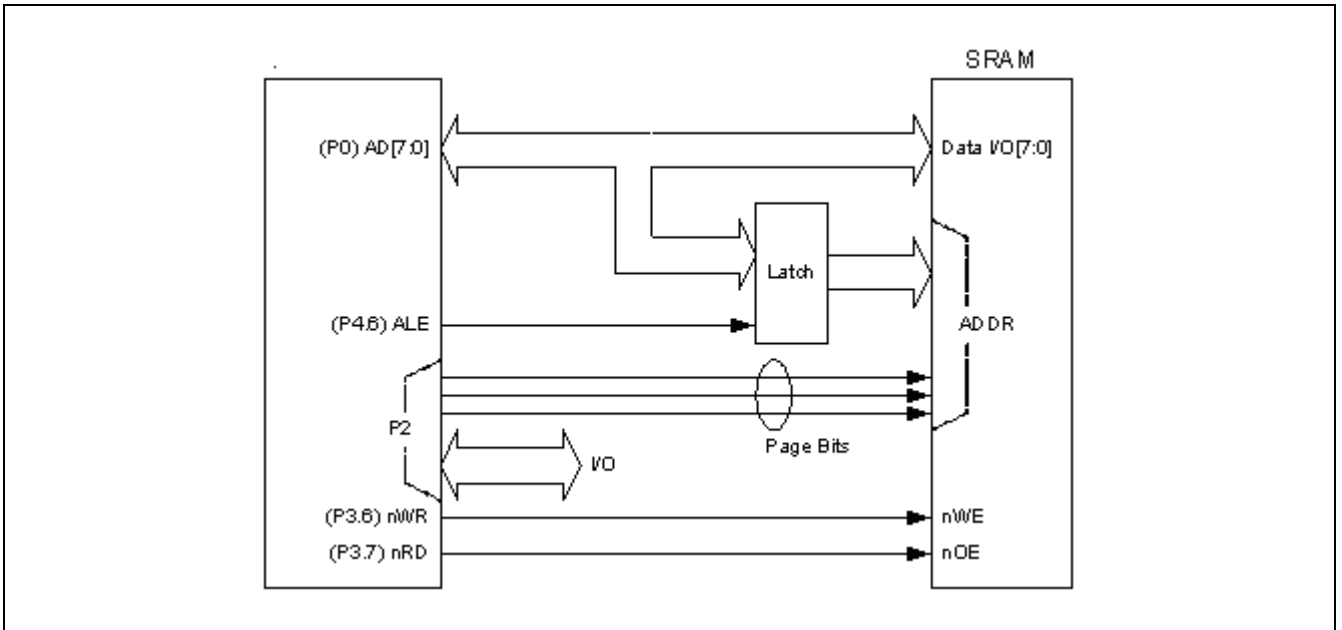 SRAM
(P0) AD[7:0]
Data I/O[7:0]
Latch
(P4.6) ALE
ADDR
P2
Page Bits
I/O
(P3.6) nWR
nWE
(P3.7) nRD
nOE